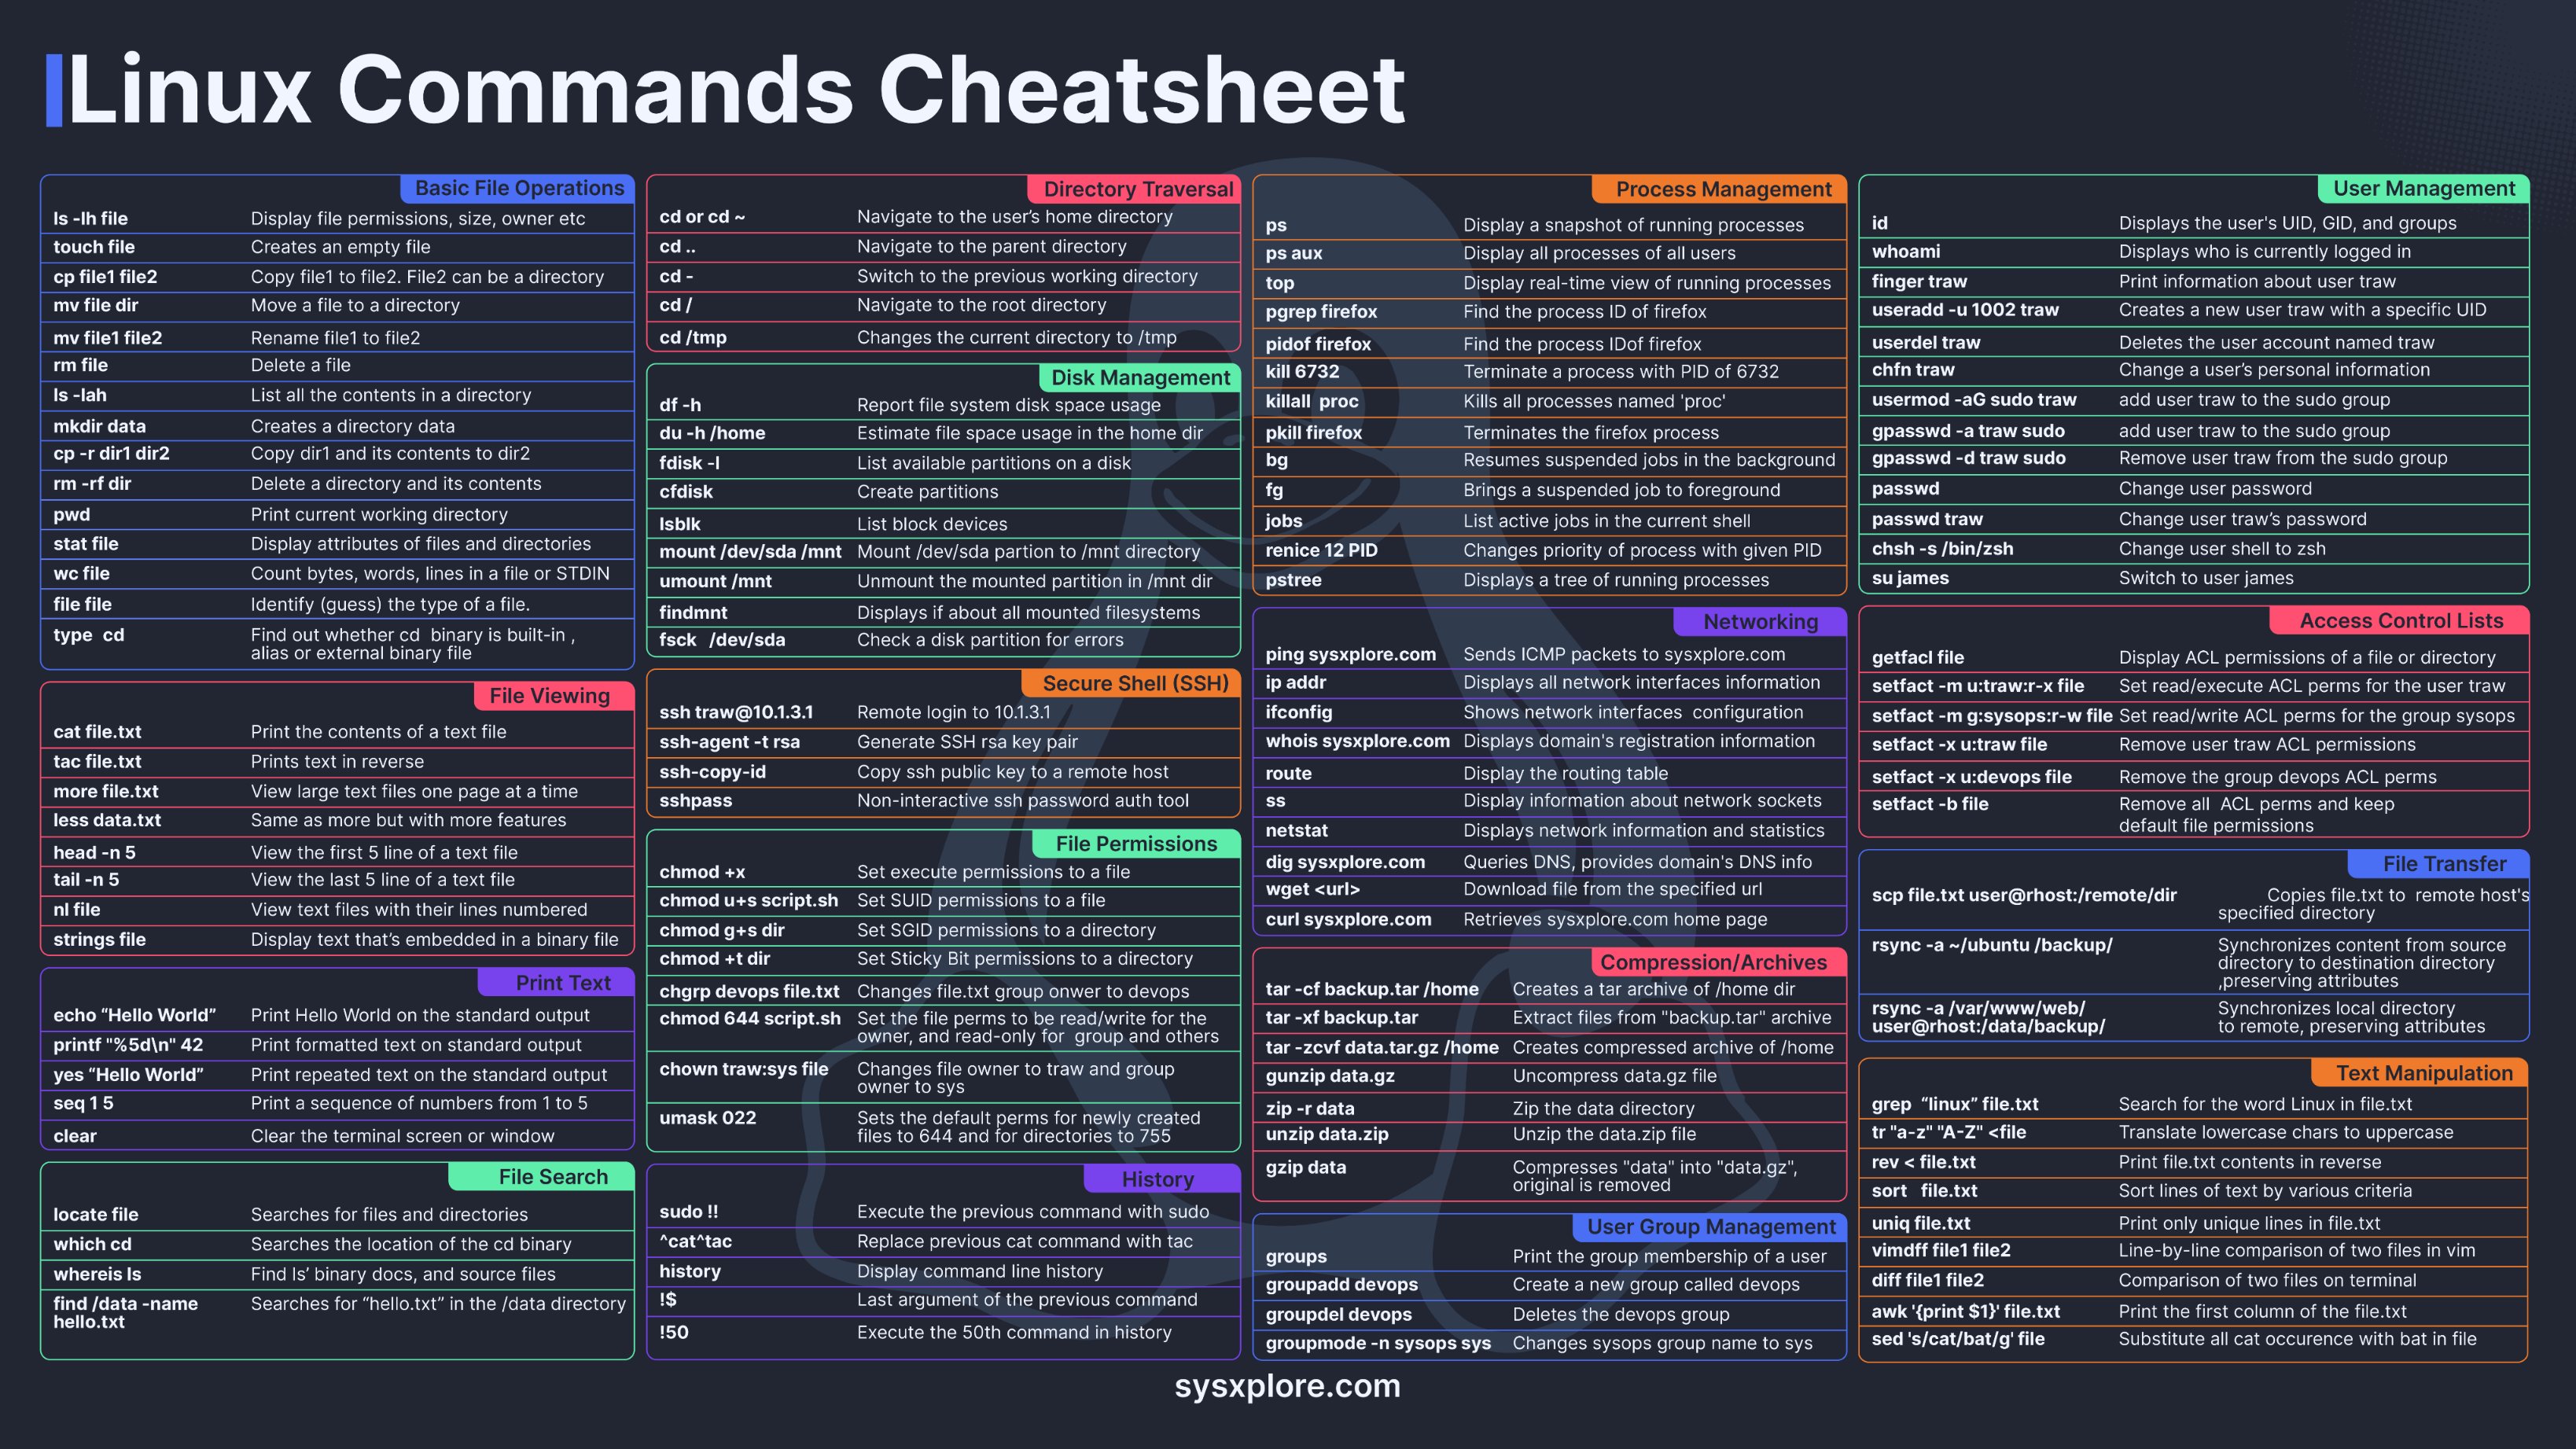 Linux Commands Cheatsheet
Basic File Operations
ls -lh file Display file permissions, size, owner etc
touch file Creates an empty file
cp file1 file2 Copy file1 to file2. File2 can be a directory
mv file dir Move a file to a directory
mv file1 file2 Rename file1 to file2
rm file Delete a file
ls -lah List all the contents in a directory
mkdir data Creates a directory data
cp -r dir1 dir2 Copy dir1 and its contents to dir2
rm -rf dir Delete a directory and its contents
pwd Print current working directory
stat file Display attributes of files and directories
wc file Count bytes, words, lines in a file or STDIN
file file Identify (guess) the type of a file.
type cd Find out whether cd binary is built-in ,
alias or external binary file
File Viewing
cat file.txt Print the contents of a text file
tac file.txt Prints text in reverse
more file.txt View large text files one page at a time
less data.txt Same as more but with more features
head -n 5 View the first 5 line of a text file
tail -n 5 View the last 5 line of a text file
nl file View text files with their lines numbered
strings file Display text that’s embedded in a binary file
Print Text
echo “Hello World” Print Hello World on the standard output
printf "%5d\n" 42 Print formatted text on standard output
yes “Hello World” Print repeated text on the standard output
seq 1 5 Print a sequence of numbers from 1 to 5
clear Clear the terminal screen or window
File Search
locate file Searches for files and directories
which cd Searches the location of the cd binary
whereis ls Find ls’ binary docs, and source files
find /data -name Searches for “hello.txt” in the /data directory
hello.txt
Directory Traversal
cd or cd ~ Navigate to the user’s home directory
cd .. Navigate to the parent directory
cd - Switch to the previous working directory
cd / Navigate to the root directory
cd /tmp Changes the current directory to /tmp
Disk Management
df -h Report file system disk space usage
du -h /home Estimate file space usage in the home dir
fdisk -l List available partitions on a disk
cfdisk Create partitions
lsblk List block devices
mount /dev/sda /mnt Mount /dev/sda partion to /mnt directory
umount /mnt Unmount the mounted partition in /mnt dir
findmnt Displays if about all mounted filesystems
fsck /dev/sda Check a disk partition for errors
Secure Shell (SSH)
ssh traw@10.1.3.1 Remote login to 10.1.3.1
ssh-agent -t rsa Generate SSH rsa key pair
ssh-copy-id Copy ssh public key to a remote host
sshpass Non-interactive ssh password auth tool
File Permissions
chmod +x Set execute permissions to a file
chmod u+s script.sh Set SUID permissions to a file
chmod g+s dir Set SGID permissions to a directory
chmod +t dir Set Sticky Bit permissions to a directory
chgrp devops file.txt Changes file.txt group onwer to devops
chmod 644 script.sh Set the file perms to be read/write for the
owner, and read-only for group and others
chown traw:sys file Changes file owner to traw and group
owner to sys
umask 022 Sets the default perms for newly created
files to 644 and for directories to 755
History
sudo !! Execute the previous command with sudo
^cat^tac Replace previous cat command with tac
history Display command line history
!$ Last argument of the previous command
!50 Execute the 50th command in history
Process Management
ps Display a snapshot of running processes
ps aux Display all processes of all users
top Display real-time view of running processes
pgrep firefox Find the process ID of firefox
pidof firefox Find the process IDof firefox
kill 6732 Terminate a process with PID of 6732
killall proc Kills all processes named 'proc'
pkill firefox Terminates the firefox process
bg Resumes suspended jobs in the background
fg Brings a suspended job to foreground
jobs List active jobs in the current shell
renice 12 PID Changes priority of process with given PID
pstree Displays a tree of running processes
Networking
ping sysxplore.com Sends ICMP packets to sysxplore.com
ip addr Displays all network interfaces information
ifconfig Shows network interfaces configuration
whois sysxplore.com Displays domain's registration information
route Display the routing table
ss Display information about network sockets
netstat Displays network information and statistics
dig sysxplore.com Queries DNS, provides domain's DNS info
wget <url> Download file from the specified url
curl sysxplore.com Retrieves sysxplore.com home page
Compression/Archives
tar -cf backup.tar /home Creates a tar archive of /home dir
tar -xf backup.tar Extract files from "backup.tar" archive
tar -zcvf data.tar.gz /home Creates compressed archive of /home
gunzip data.gz Uncompress data.gz file
zip -r data Zip the data directory
unzip data.zip Unzip the data.zip file
gzip data Compresses "data" into "data.gz",
original is removed
User Group Management
groups Print the group membership of a user
groupadd devops Create a new group called devops
groupdel devops Deletes the devops group
groupmode -n sysops sys Changes sysops group name to sys
User Management
id Displays the user's UID, GID, and groups
whoami Displays who is currently logged in
finger traw Print information about user traw
useradd -u 1002 traw Creates a new user traw with a specific UID
userdel traw Deletes the user account named traw
chfn traw Change a user’s personal information
usermod -aG sudo traw add user traw to the sudo group
gpasswd -a traw sudo add user traw to the sudo group
gpasswd -d traw sudo Remove user traw from the sudo group
passwd Change user password
passwd traw Change user traw’s password
chsh -s /bin/zsh Change user shell to zsh
su james Switch to user james
Access Control Lists
getfacl file Display ACL permissions of a file or directory
setfact -m u:traw:r-x file Set read/execute ACL perms for the user traw
setfact -m g:sysops:r-w file Set read/write ACL perms for the group sysops
setfact -x u:traw file Remove user traw ACL permissions
setfact -x u:devops file Remove the group devops ACL perms
setfact -b file Remove all ACL perms and keep
default file permissions
File Transfer
scp file.txt user@rhost:/remote/dir Copies file.txt to remote host's
specified directory
rsync -a ~/ubuntu /backup/ Synchronizes content from source
directory to destination directory
,preserving attributes
rsync -a /var/www/web/ Synchronizes local directory
user@rhost:/data/backup/ to remote, preserving attributes
Text Manipulation
grep “linux” file.txt Search for the word Linux in file.txt
tr "a-z" "A-Z" <file Translate lowercase chars to uppercase
rev < file.txt Print file.txt contents in reverse
sort file.txt Sort lines of text by various criteria
uniq file.txt Print only unique lines in file.txt
vimdff file1 file2 Line-by-line comparison of two files in vim
diff file1 file2 Comparison of two files on terminal
awk '{print $1}' file.txt Print the first column of the file.txt
sed 's/cat/bat/g' file Substitute all cat occurence with bat in file
sysxplore.com